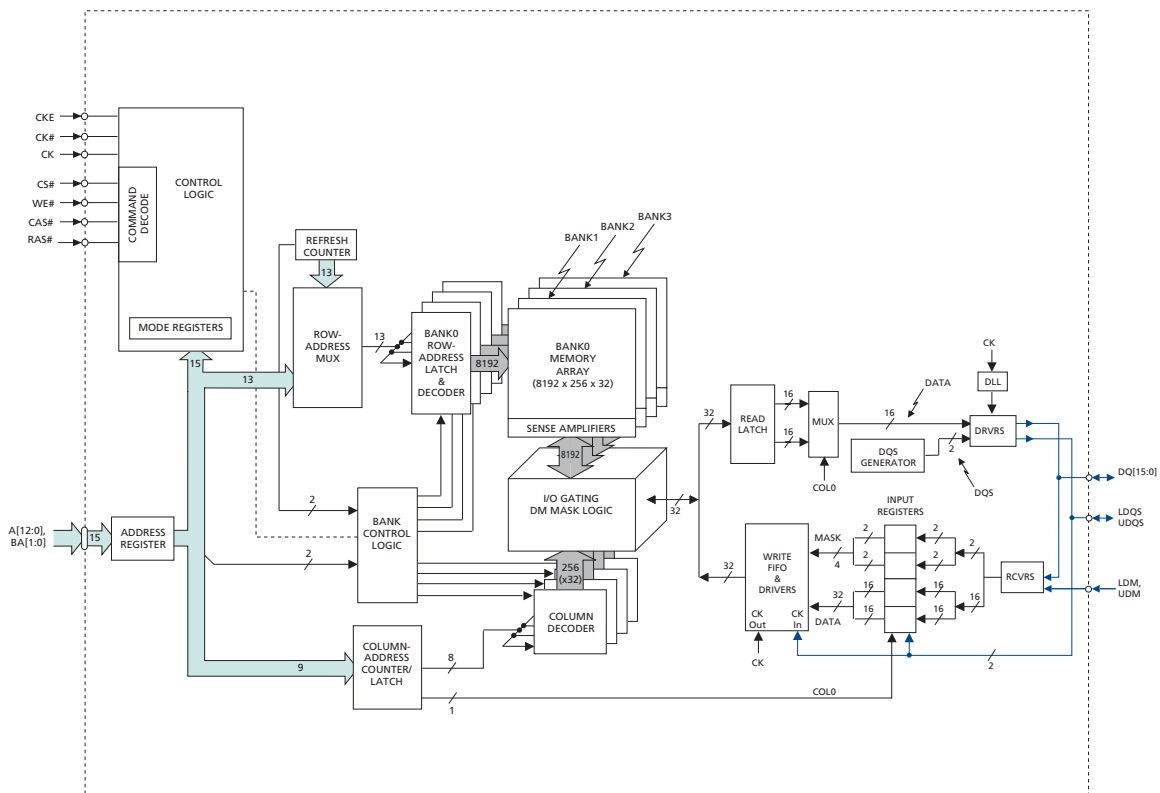 CKE
CK#
CK
CS#
WE#
CAS#
RAS#
COMMAND
DECODE
CONTROL
LOGIC
MODE REGISTERS
15
13
REFRESH
COUNTER
13
ROW-
ADDRESS
MUX
13
BANK0
ROW-
ADDRESS
LATCH
&
DECODER
8192
BANK1
BANK2
BANK3
BANK0
MEMORY
ARRAY
(8192 x 256 x 32)
SENSE AMPLIFIERS
8192
I/O GATING
DM MASK LOGIC
32
256
(x32)
COLUMN
DECODER
A[12:0],
BA[1:0]
15
ADDRESS
REGISTER
2
2
BANK
CONTROL
LOGIC
9
COLUMN-
ADDRESS
COUNTER/
LATCH
8
1
COL0
32
READ
LATCH
16
16
MUX
COL0
16
DATA
DQS
GENERATOR
2
DQS
CK
DLL
DRVRS
DQ[15:0]
LDQS
UDQS
LDM,
UDM
INPUT
REGISTERS
32
WRITE
FIFO
&
DRIVERS
CK
Out
CK
In
CK
MASK
4
32
DATA
2
2
16
16
2
2
16
16
2
16
RCVRS
2